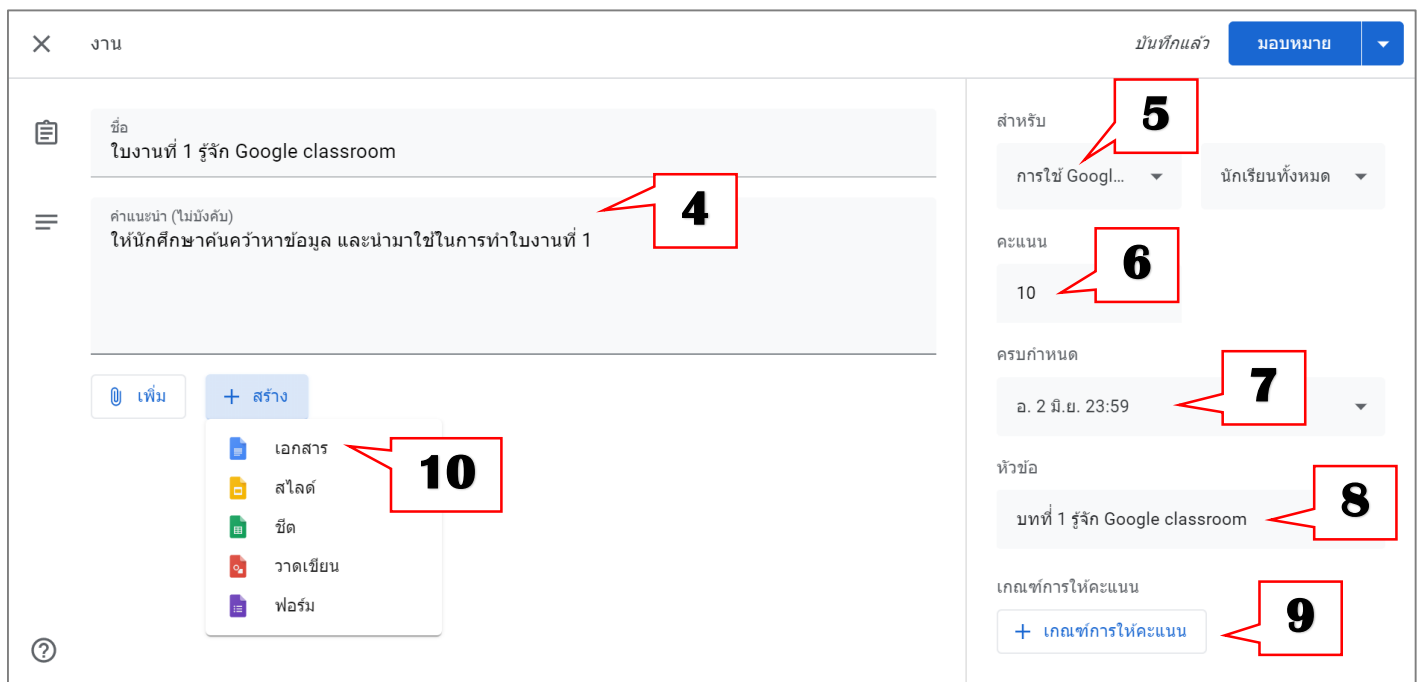 งาน
บันทึกแล้ว
มอบหมาย
ชื่อ
ใบงานที่ 1 รู้จัก Google classroom
4
คำแนะนำ (ไม่บังคับ)
ให้นักศึกษาค้นคว้าหาข้อมูล และนำมาใช้ในการทำใบงานที่ 1
เพิ่ม
สร้าง
เอกสาร
10
สไลด์
ชีต
วาดเขียน
ฟอร์ม
สำหรับ
5
การใช้ Googl...
นักเรียนทั้งหมด
คะแนน
6
10
ครบกำหนด
7
อ. 2 มิ.ย. 23:59
หัวข้อ
8
บทที่ 1 รู้จัก Google classroom
เกณฑ์การให้คะแนน
9
เกณฑ์การให้คะแนน